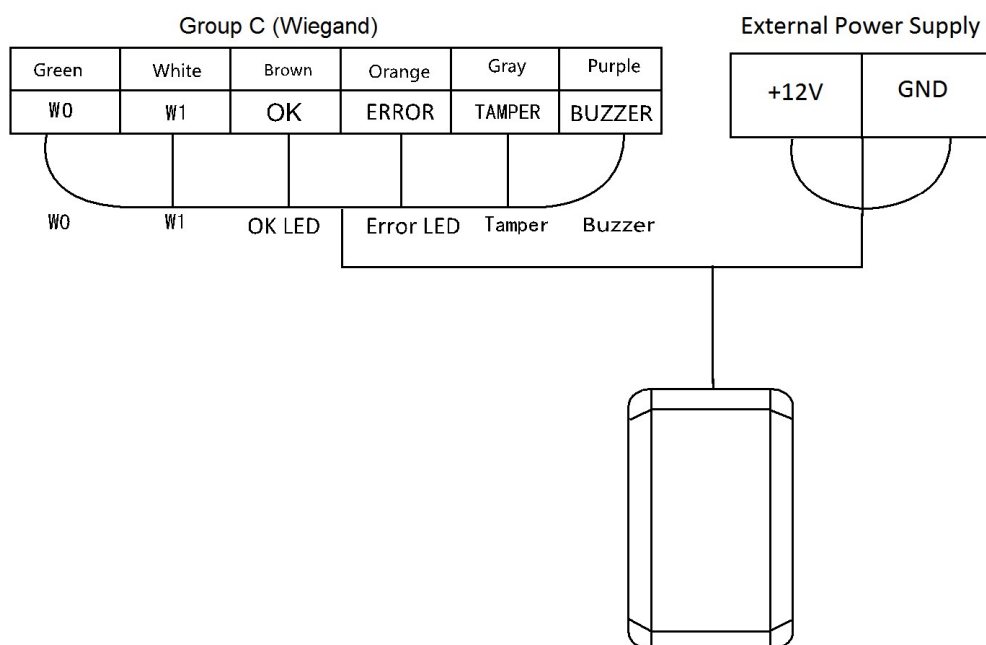 Group C (Wiegand)
External Power Supply
Green White Brown Orange Gray Purple
W0 W1 OK ERROR TAMPER BUZZER
+12V GND
W0 W1 OK LED Error LED Tamper Buzzer